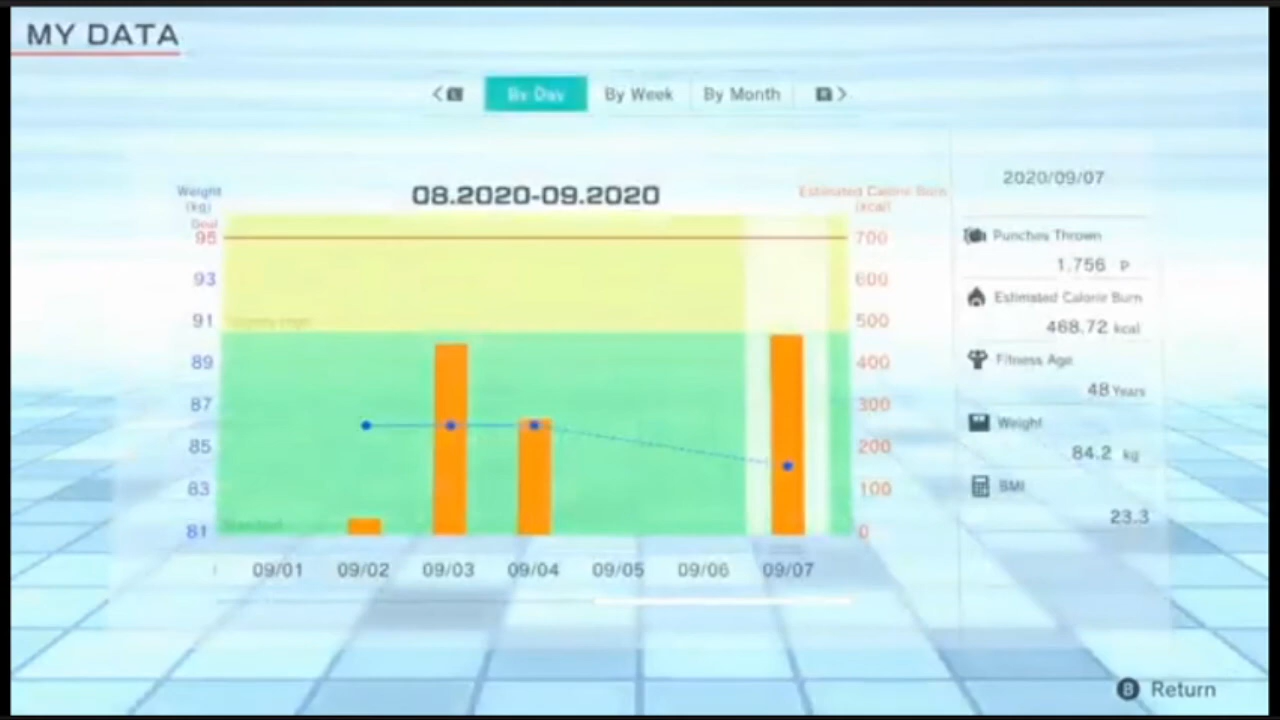 MY DATA
< L By Day By Week By Month R >
08.2020-09.2020
Weight
(kg)
Estimated Calorie Burn
(kcal)
Goal
95
93
91
89
87
85
83
81
Slightly High
Standard
700
600
500
400
300
200
100
0
09/01 09/02 09/03 09/04 09/05 09/06 09/07
2020/09/07
Punches Thrown
1.756 P
Estimated Calorie Burn
468.72 kcal
Fitness Age
48 Years
Weight
84.2 kg
BMI
23.3
B Return